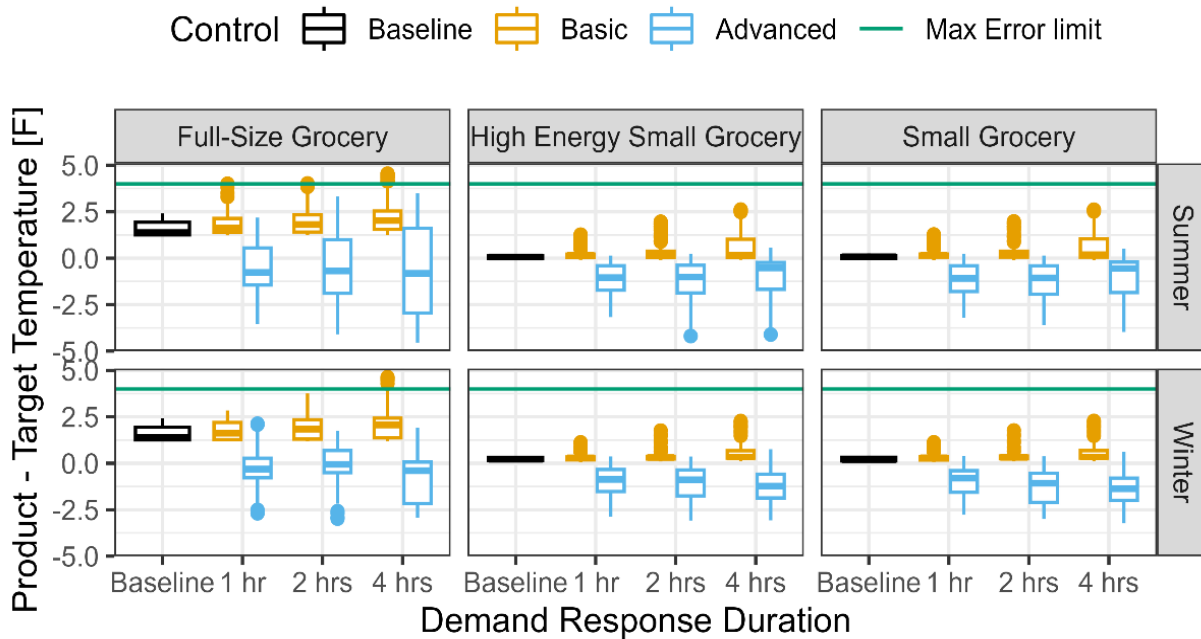 Control Baseline Basic Advanced Max Error limit
Product - Target Temperature [F]
Full-Size Grocery High Energy Small Grocery Small Grocery
5.0
2.5
0.0
-2.5
-5.0
Summer
5.0
2.5
0.0
-2.5
-5.0
Winter
Baseline 1 hr 2 hrs 4 hrs Baseline 1 hr 2 hrs 4 hrs Baseline 1 hr 2 hrs 4 hrs
Demand Response Duration